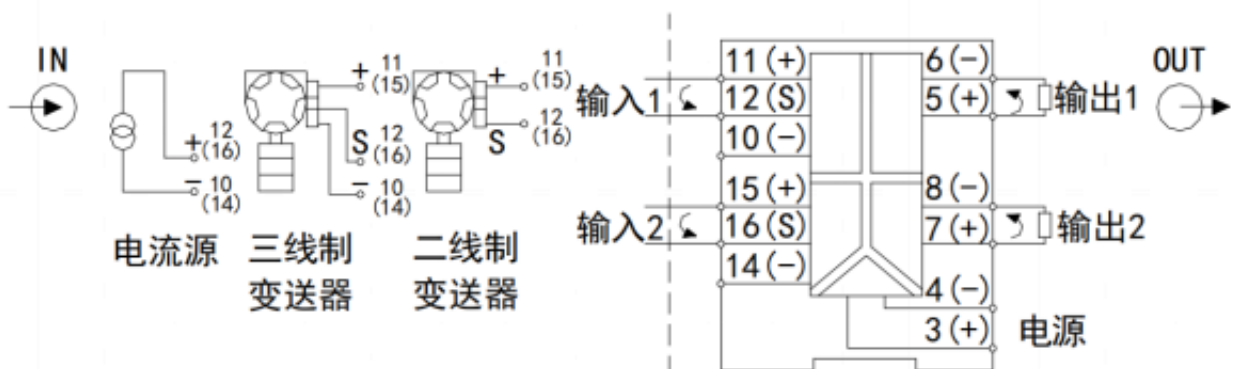 IN
+ 12
(16)
- 10
(14)
电流源
+ 11
(15)
S 12
(16)
- 10
(14)
三线制
变送器
+ 11
(15)
S 12
(16)
二线制
变送器
输入1
11(+)
12(S)
10(-)
输入2
15(+)
16(S)
14(-)
6(-)
5(+)
输出1
8(-)
7(+)
输出2
4(-)
3(+)
电源
OUT